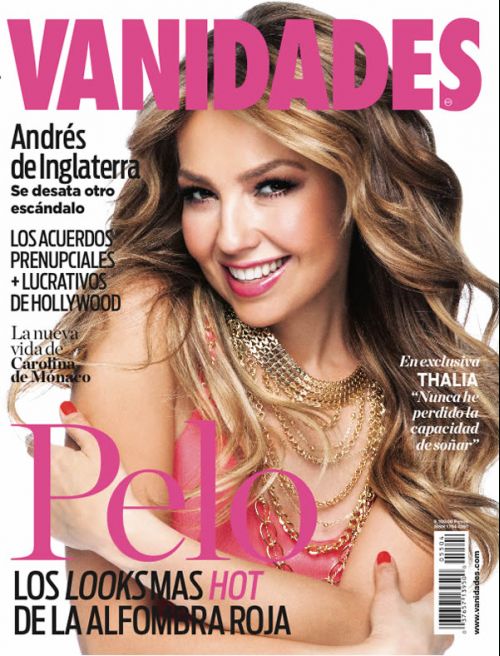 VANIDADES
Andrés
de Inglaterra
Se desata otro
escándalo
LOS ACUERDOS
PRENUPCIALES
+ LUCRATIVOS
DE HOLLYWOOD
La nueva
vida de
Carolina
de Mónaco
En exclusiva
THALIA
“Nunca he
perdido la
capacidad
de soñar”
Pelo
LOS LOOKS MAS HOT
DE LA ALFOMBRA ROJA
05504
www.vanidades.com